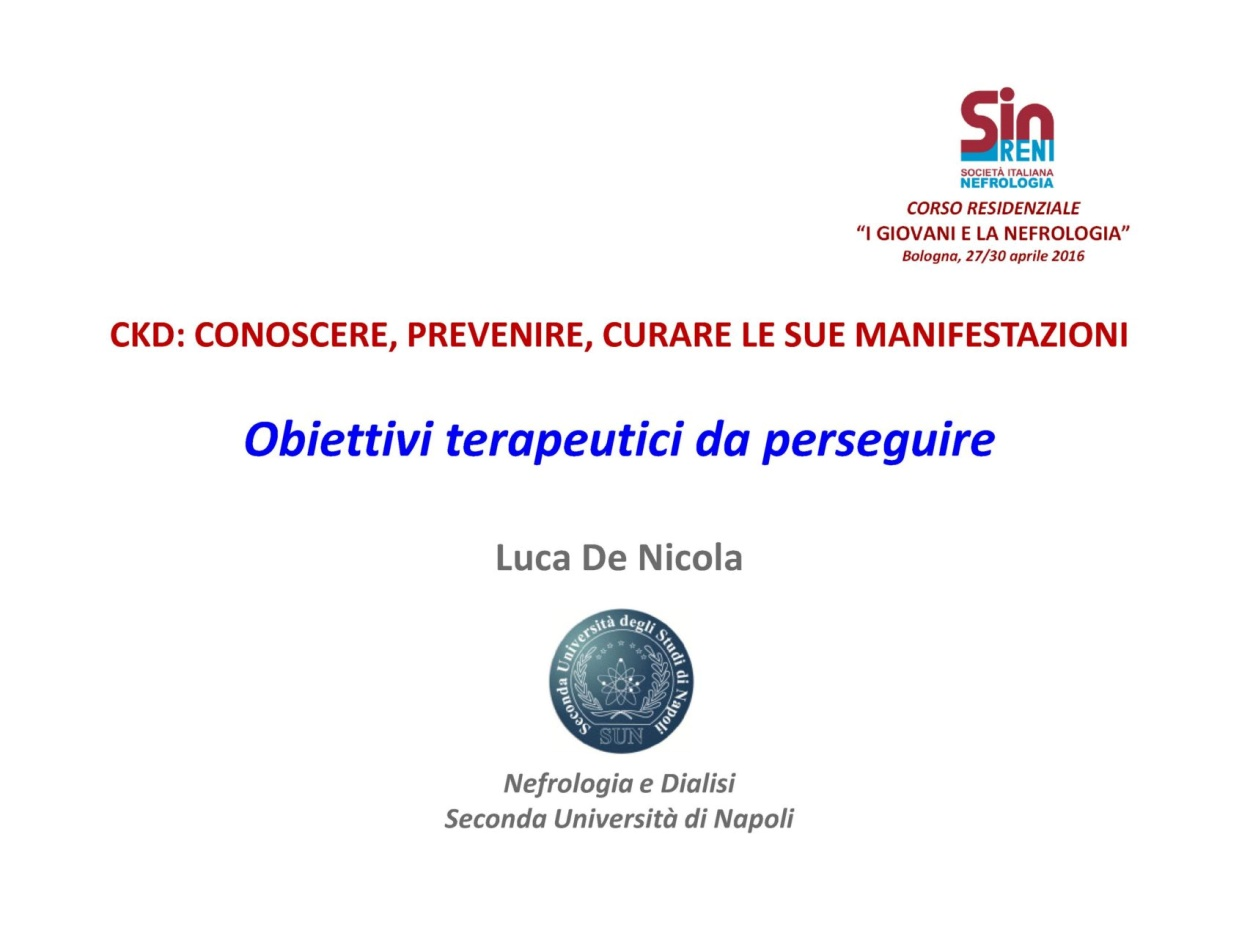 Sin
RENI
SOCIETÀ ITALIANA
NEFROLOGIA
CORSO RESIDENZIALE
“I GIOVANI E LA NEFROLOGIA”
Bologna, 27/30 aprile 2016
CKD: CONOSCERE, PREVENIRE, CURARE LE SUE MANIFESTAZIONI
Obiettivi terapeutici da perseguire
Luca De Nicola
Seconda Università degli Studi di Napoli
SUN
Nefrologia e Dialisi
Seconda Università di Napoli